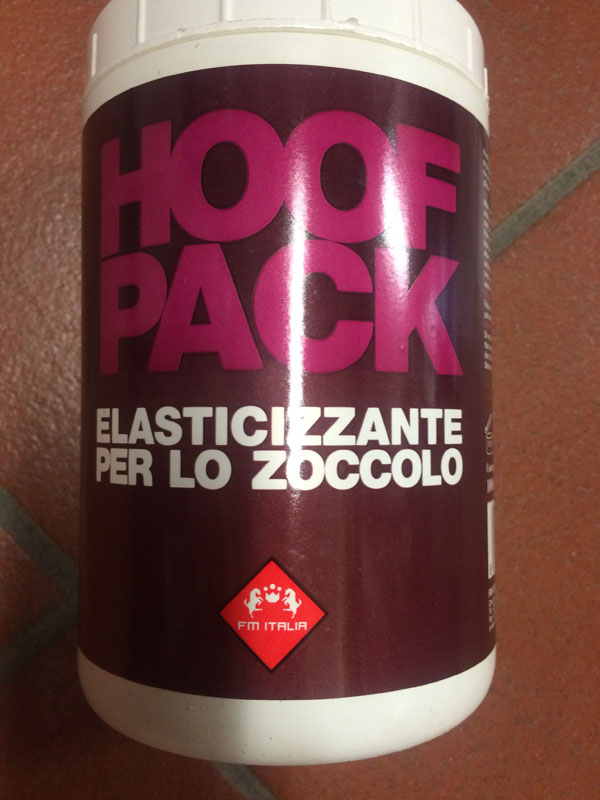 HOOF
PACK
ELASTICIZZANTE
PER LO ZOCCOLO
FM ITALIA